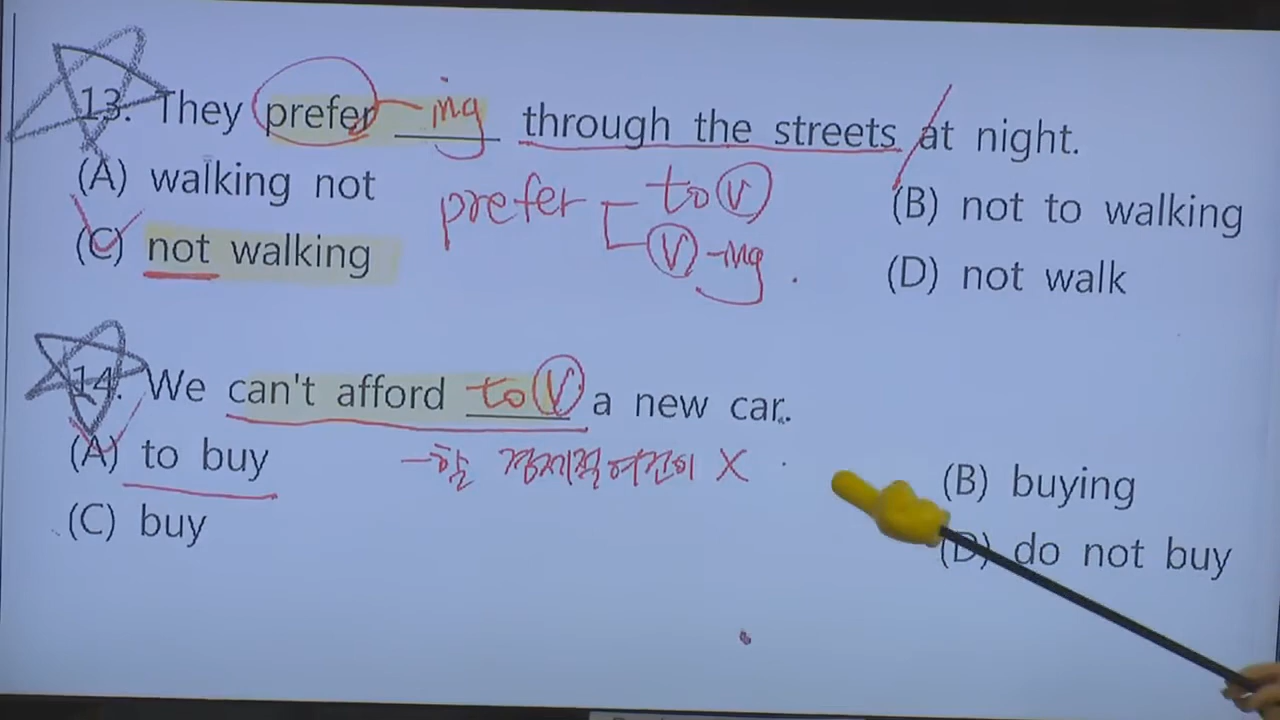 13. They prefer -ing through the streets at night.
(A) walking not
(B) not to walking
(C) not walking
(D) not walk
prefer to V
V-ing.
14. We can't afford to V a new car.
(A) to buy
(B) buying
(C) buy
(D) do not buy
-할 경제적 여건이 X